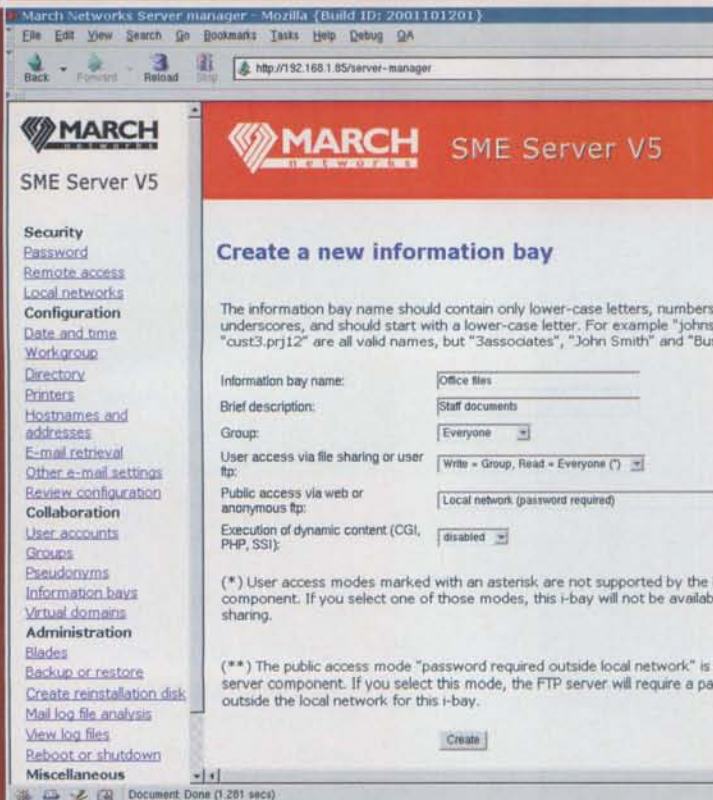 March Networks Server manager - Mozilla {Build ID: 2001101201}
File Edit View Search Go Bookmarks Tasks Help Debug QA
Back Forward Reload Stop http://192.168.1.85/server-manager
MARCH
networks
SME Server V5
Security
Password
Remote access
Local networks
Configuration
Date and time
Workgroup
Directory
Printers
Hostnames and
addresses
E-mail retrieval
Other e-mail settings
Review configuration
Collaboration
User accounts
Groups
Pseudonyms
Information bays
Virtual domains
Administration
Blades
Backup or restore
Create reinstallation disk
Mail log file analysis
View log files
Reboot or shutdown
Miscellaneous
MARCH
networks
SME Server V5
Create a new information bay
The information bay name should contain only lower-case letters, numbers
underscores, and should start with a lower-case letter. For example "johns
"cust3.prj12" are all valid names, but "3associates", "John Smith" and "Bus
Information bay name: Office files
Brief description: Staff documents
Group: Everyone
User access via file sharing or user
ftp: Write = Group, Read = Everyone (*)
Public access via web or
anonymous ftp: Local network (password required)
Execution of dynamic content (CGI,
PHP, SSI): disabled
(*) User access modes marked with an asterisk are not supported by the
component. If you select one of those modes, this i-bay will not be availab
sharing.
(**) The public access mode "password required outside local network" is
server component. If you select this mode, the FTP server will require a pa
outside the local network for this i-bay.
Create
Document: Done (1.281 secs)